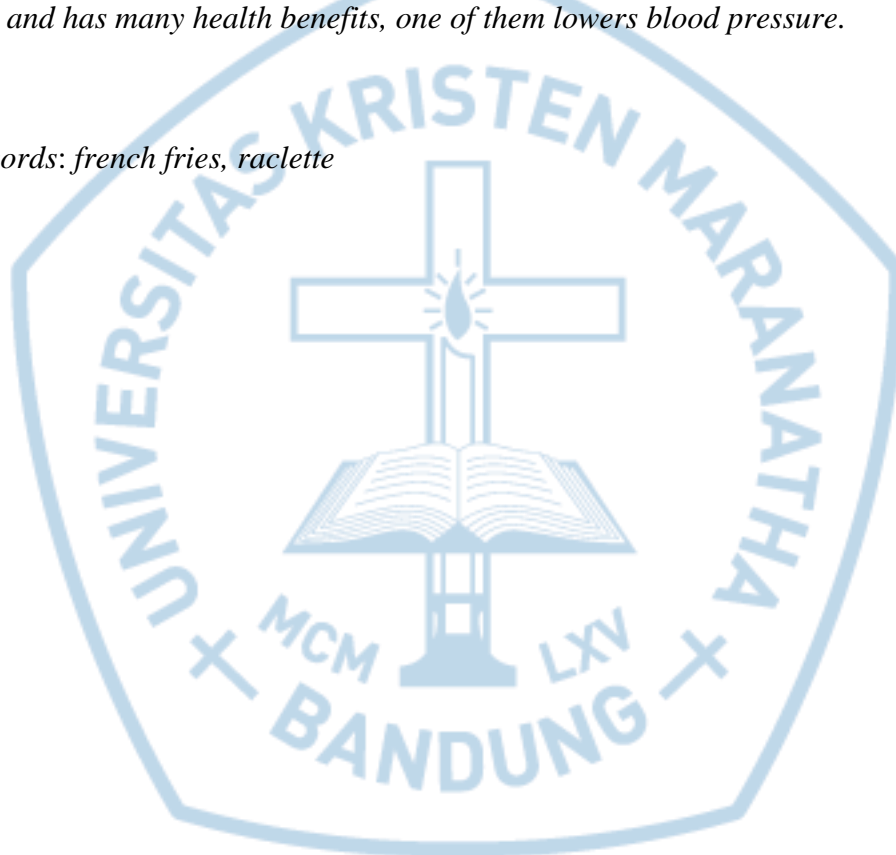 and has many health benefits, one of them lowers blood pressure.
ords: french fries, raclette
UNIVERSITAS KRISTEN MARANATHA
MCM LXV
BANDUNG